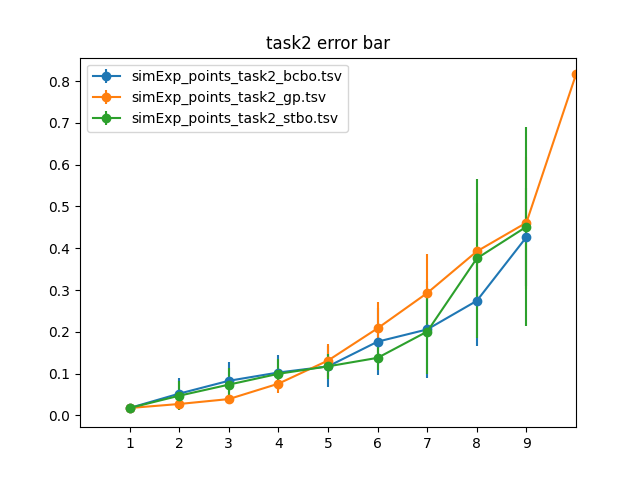 task2 error bar
simExp_points_task2_bcbo.tsv
simExp_points_task2_gp.tsv
simExp_points_task2_stbo.tsv
0.8
0.7
0.6
0.5
0.4
0.3
0.2
0.1
0.0
1 2 3 4 5 6 7 8 9